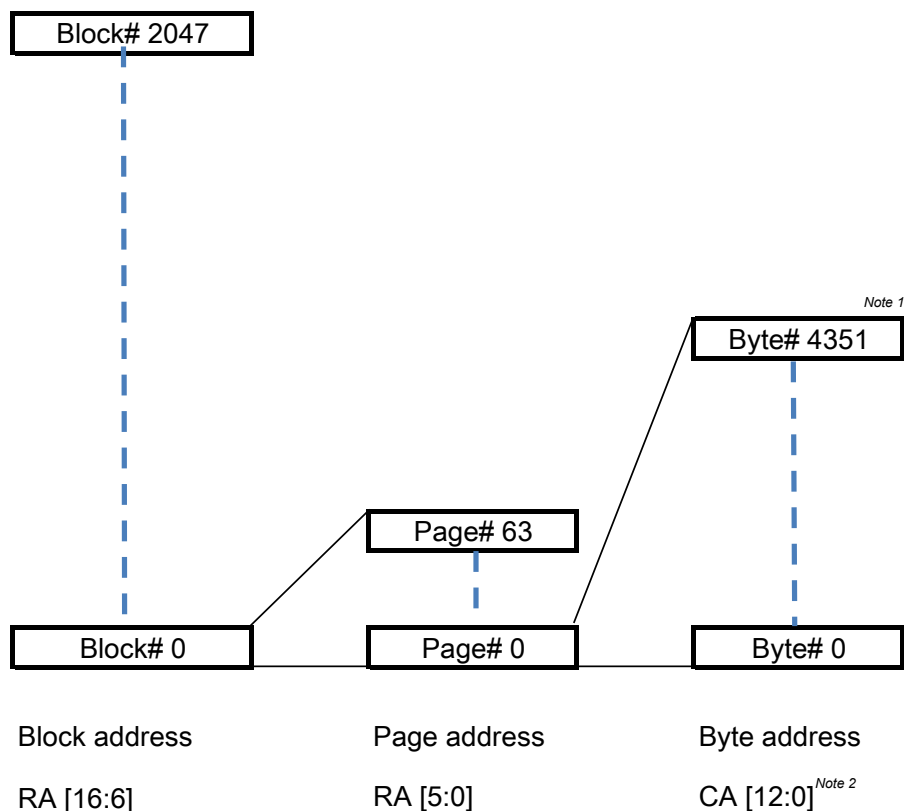 Block# 2047
Note 1
Byte# 4351
Page# 63
Block# 0
Page# 0
Byte# 0
Block address
Page address
Byte address
RA [16:6]
RA [5:0]
CA [12:0] Note 2